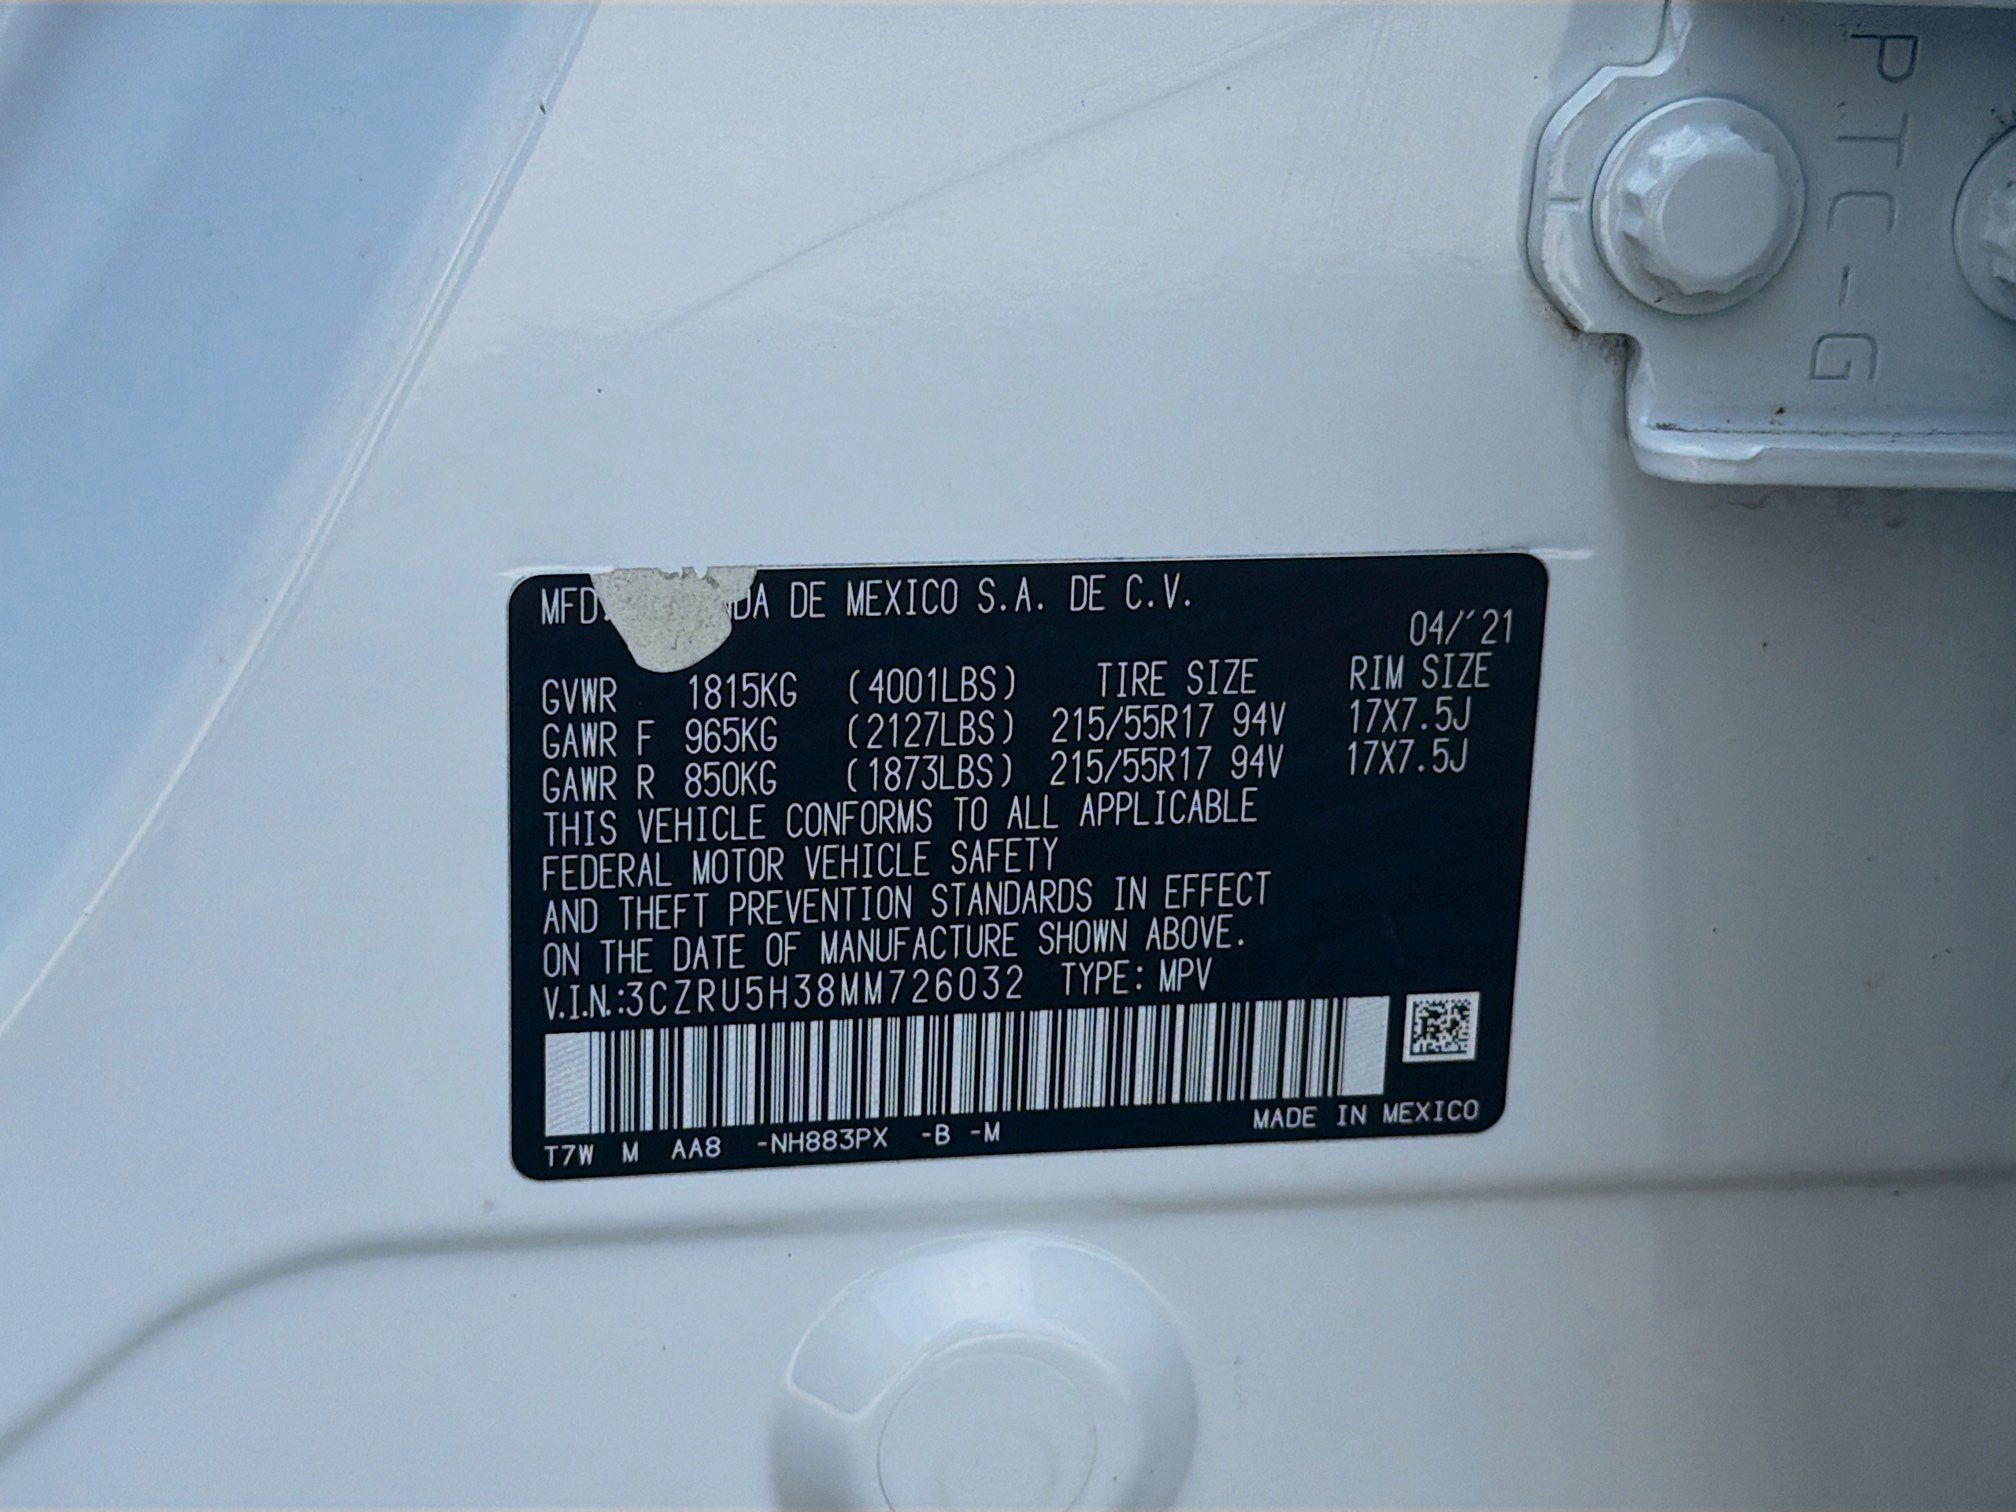 PTC-G
MFD. DA DE MEXICO S.A. DE C.V.
04/'21
GVWR 1815KG (4001LBS) TIRE SIZE RIM SIZE
GAWR F 965KG (2127LBS) 215/55R17 94V 17X7.5J
GAWR R 850KG (1873LBS) 215/55R17 94V 17X7.5J
THIS VEHICLE CONFORMS TO ALL APPLICABLE
FEDERAL MOTOR VEHICLE SAFETY
AND THEFT PREVENTION STANDARDS IN EFFECT
ON THE DATE OF MANUFACTURE SHOWN ABOVE.
V.I.N.:3CZRU5H38MM726032 TYPE: MPV
T7W M AA8 -NH883PX -B -M MADE IN MEXICO